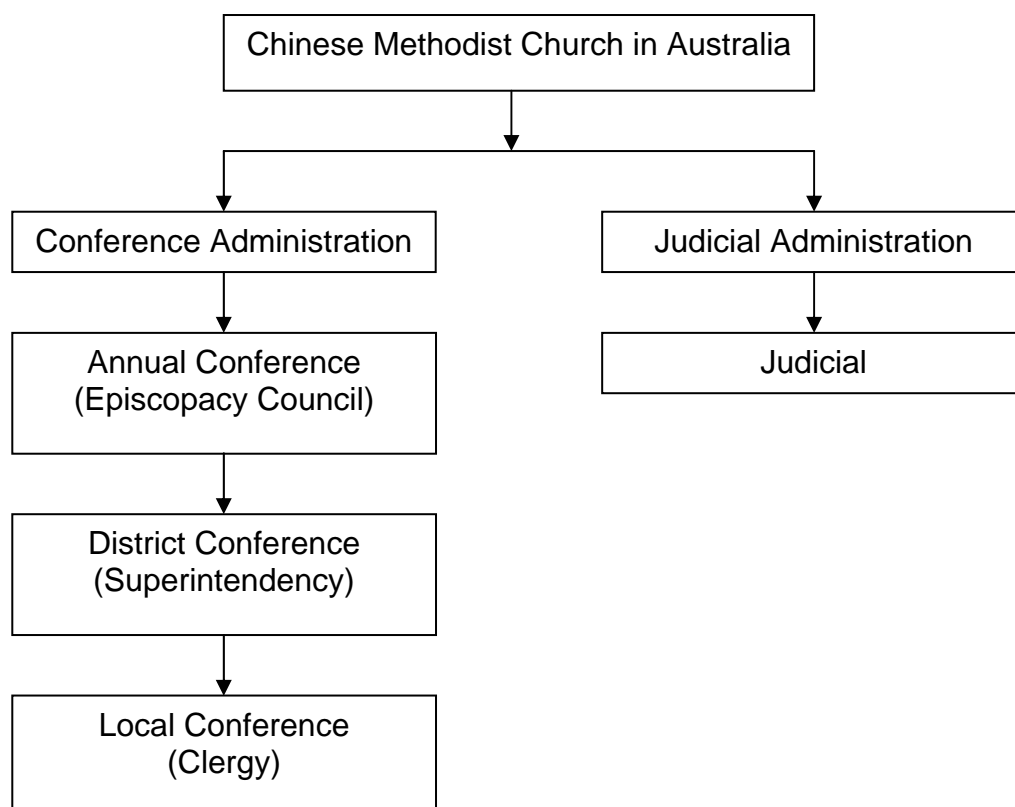 Chinese Methodist Church in Australia
Conference Administration
Judicial Administration
Annual Conference
(Episcopacy Council)
Judicial
District Conference
(Superintendency)
Local Conference
(Clergy)